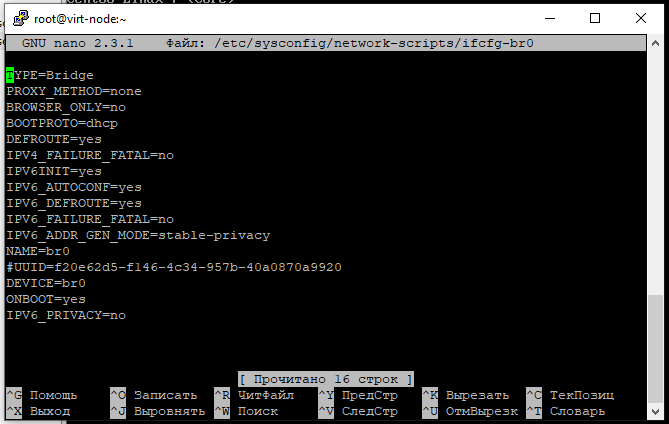 root@virt-node:~
GNU nano 2.3.1 Файл: /etc/sysconfig/network-scripts/ifcfg-br0
TYPE=Bridge
PROXY_METHOD=none
BROWSER_ONLY=no
BOOTPROTO=dhcp
DEFROUTE=yes
IPV4_FAILURE_FATAL=no
IPV6INIT=yes
IPV6_AUTOCONF=yes
IPV6_DEFROUTE=yes
IPV6_FAILURE_FATAL=no
IPV6_ADDR_GEN_MODE=stable-privacy
NAME=br0
#UUID=f20e62d5-f146-4c34-957b-40a0870a9920
DEVICE=br0
ONBOOT=yes
IPV6_PRIVACY=no
[ Прочитано 16 строк ]
^G Помощь ^O Записать ^R ЧитФайл ^Y ПредСтр ^K Вырезать ^C ТекПозиц
^X Выход ^J Выровнять ^W Поиск ^V СледСтр ^U ОтмВырезк ^T Словарь